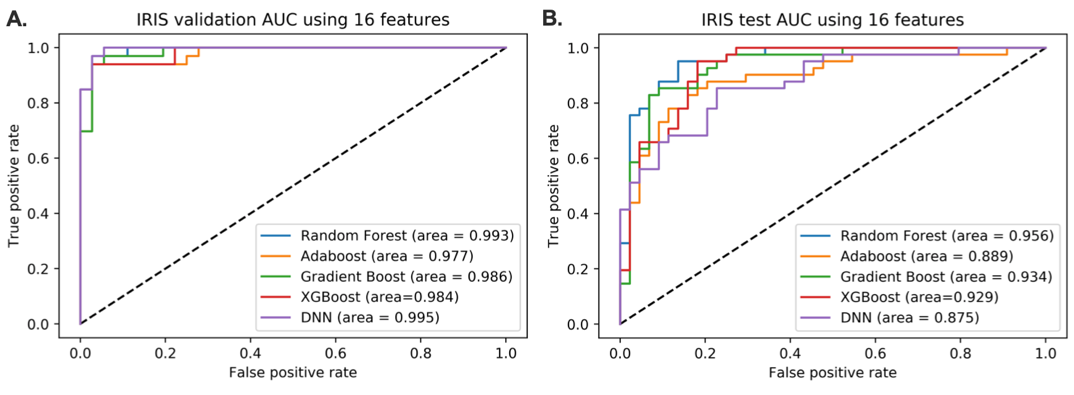 A.
IRIS validation AUC using 16 features
1.0
0.8
0.6
0.4
0.2
0.0
True positive rate
Random Forest (area = 0.993)
Adaboost (area = 0.977)
Gradient Boost (area = 0.986)
XGBoost (area=0.984)
DNN (area = 0.995)
0.0 0.2 0.4 0.6 0.8 1.0
False positive rate
B.
IRIS test AUC using 16 features
1.0
0.8
0.6
0.4
0.2
0.0
True positive rate
Random Forest (area = 0.956)
Adaboost (area = 0.889)
Gradient Boost (area = 0.934)
XGBoost (area=0.929)
DNN (area = 0.875)
0.0 0.2 0.4 0.6 0.8 1.0
False positive rate